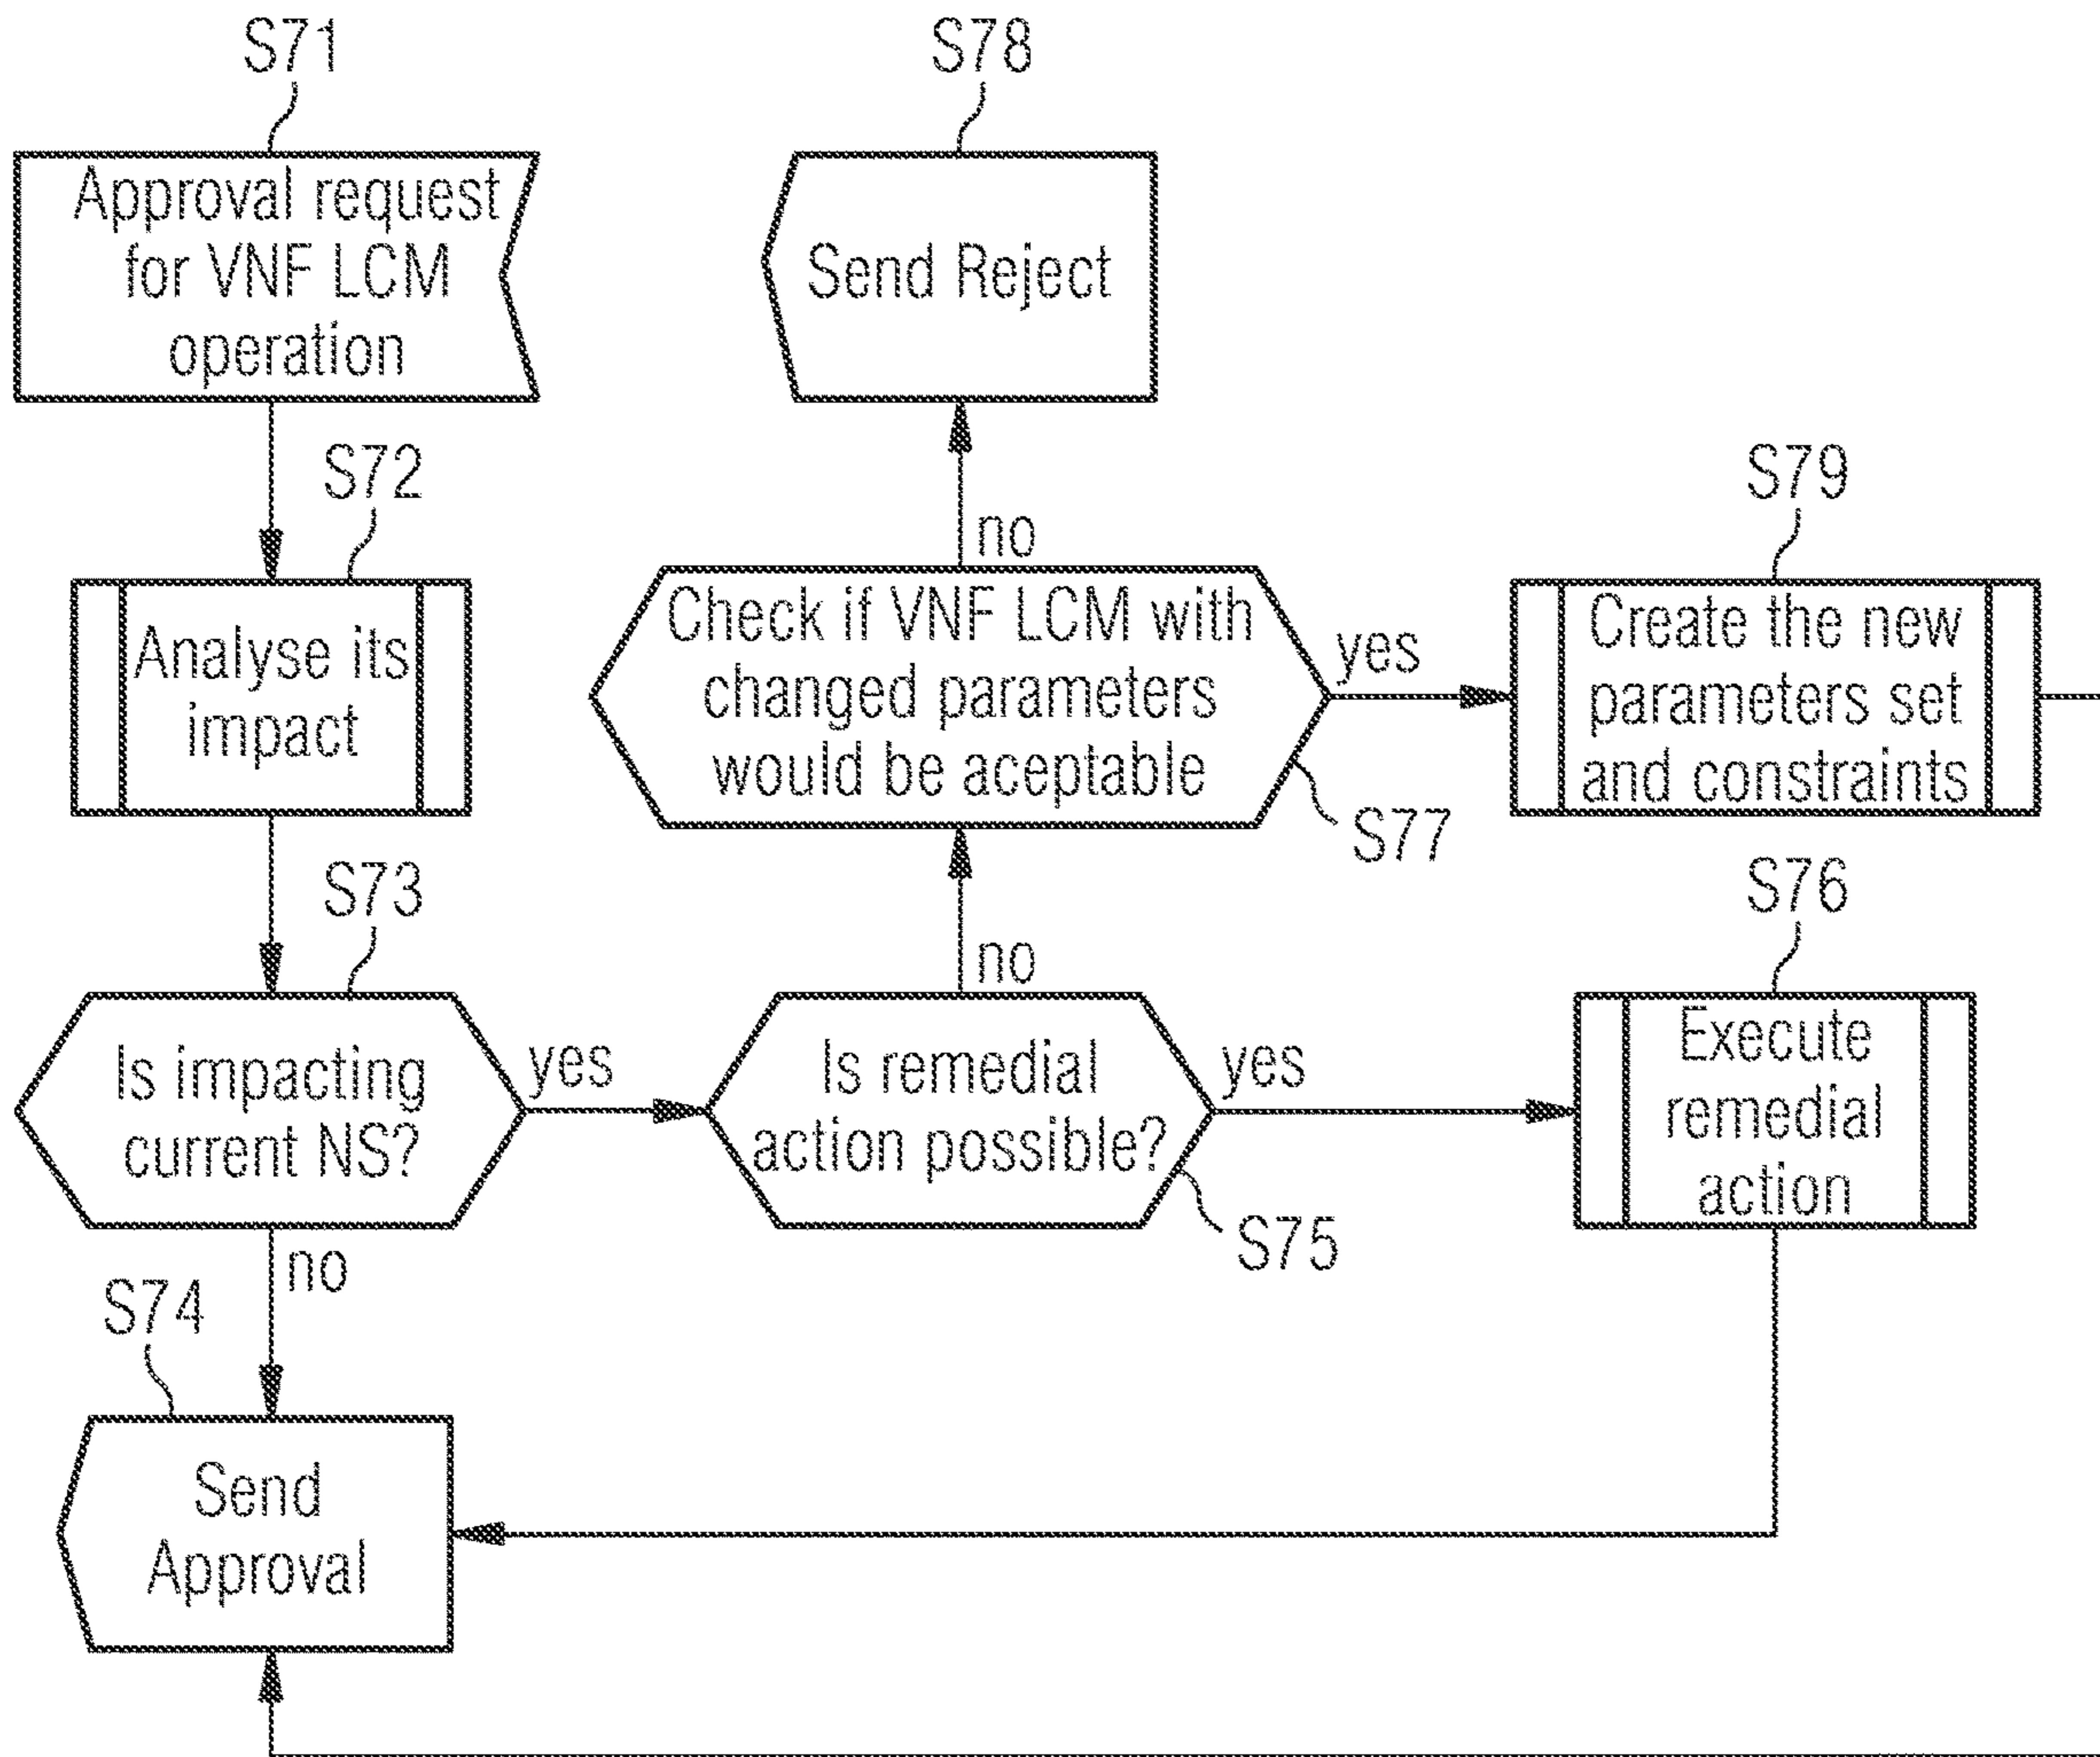 S71
Approval request
for VNF LCM
operation
S78
Send Reject
S72
Analyse its
impact
no
Check if VNF LCM with
changed parameters
would be aceptable
S77
yes
S79
Create the new
parameters set
and constraints
S73
Is impacting
current NS?
yes
no
Is remedial
action possible?
S75
yes
S76
Execute
remedial
action
no
S74
Send
Approval